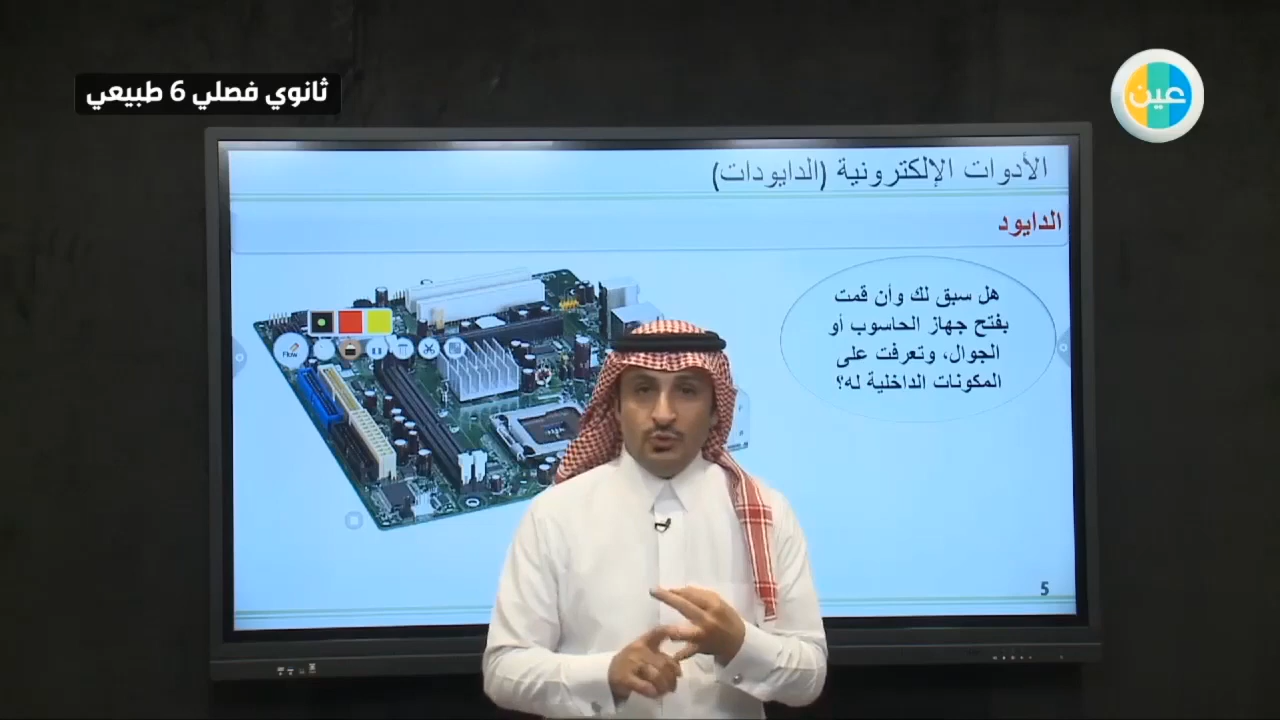 ثانوي فصلي 6 طبيعي
عين
الأدوات الإلكترونية (الدايودات)
الدايود
هل سبق لك وأن قمت
بفتح جهاز الحاسوب أو
الجوال، وتعرفت على
المكونات الداخلية له؟
Flow
5